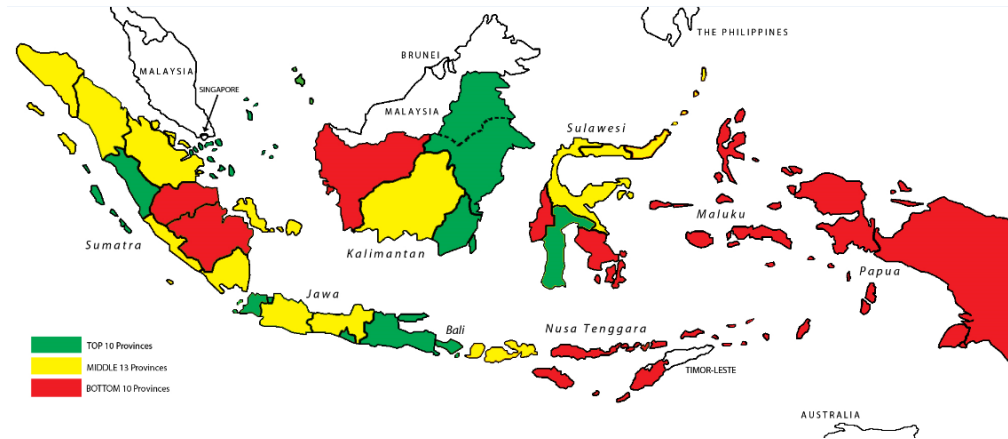 THE PHILIPPINES
BRUNEI
MALAYSIA
SINGAPORE
MALAYSIA
Sulawesi
Maluku
Sumatra
Kalimantan
Papua
Jawa
Bali
Nusa Tenggara
TOP 10 Provinces
MIDDLE 13 Provinces
TIMOR-LESTE
BOTTOM 10 Provinces
AUSTRALIA